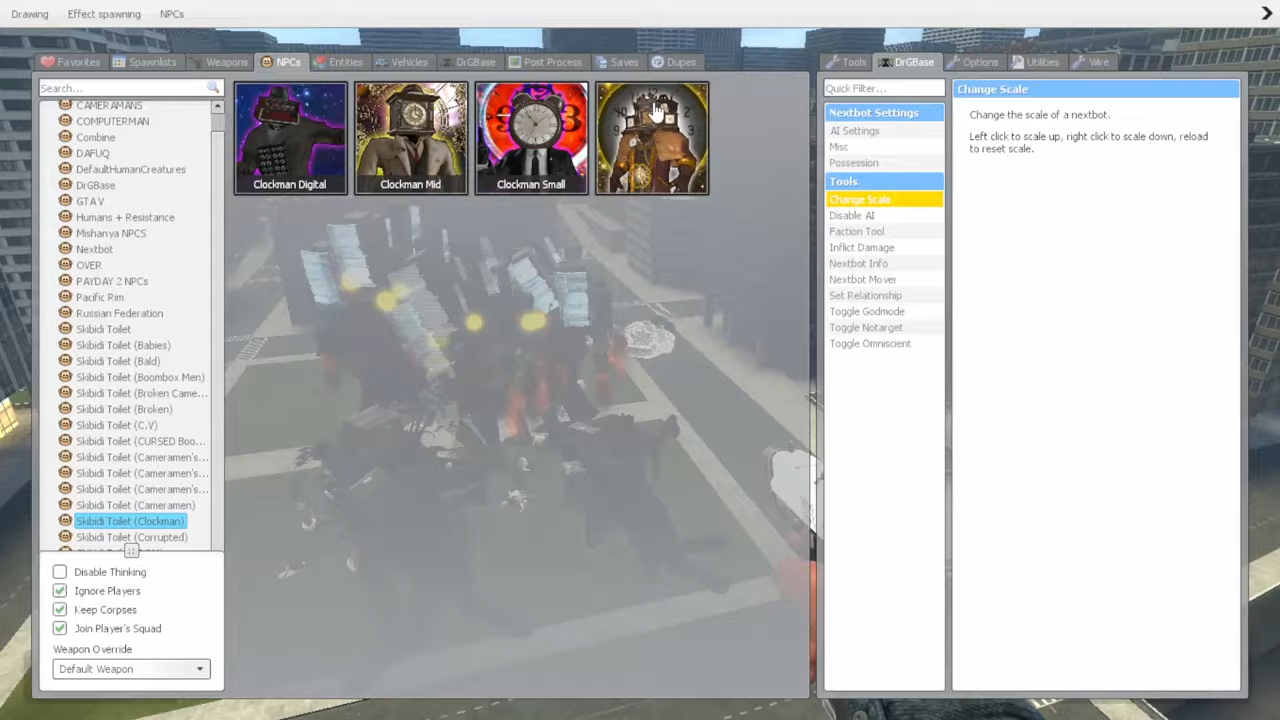 Drawing Effect spawning NPCs
Favorites Spawnlists Weapons NPCs Entities Vehicles DrGBase Post Process Saves Dupes
Tools DrGBase Options Utilities Wire
Search...
CAMERAMANS
COMPUTERMAN
Combine
DAFUQ
DefaultHumanCreatures
DrGBase
GTA V
Humans + Resistance
Mishanya NPCS
Nextbot
OVER
PAYDAY 2 NPCs
Pacific Rim
Russian Federation
Skibidi Toilet
Skibidi Toilet (Babies)
Skibidi Toilet (Bald)
Skibidi Toilet (Boombox Men)
Skibidi Toilet (Broken Came...
Skibidi Toilet (Broken)
Skibidi Toilet (C.V)
Skibidi Toilet (CURSED Boo...
Skibidi Toilet (Cameramen's...
Skibidi Toilet (Cameramen's...
Skibidi Toilet (Cameramen's...
Skibidi Toilet (Cameramen)
Skibidi Toilet (Clockman)
Skibidi Toilet (Corrupted)
Disable Thinking
Ignore Players
Keep Corpses
Join Player's Squad
Weapon Override
Default Weapon
Clockman Digital
Clockman Mid
Clockman Small
Quick Filter...
Nextbot Settings
AI Settings
Misc
Possession
Tools
Change Scale
Disable AI
Faction Tool
Inflict Damage
Nextbot Info
Nextbot Mover
Set Relationship
Toggle Godmode
Toggle Notarget
Toggle Omniscient
Change Scale
Change the scale of a nextbot.
Left click to scale up, right click to scale down, reload
to reset scale.